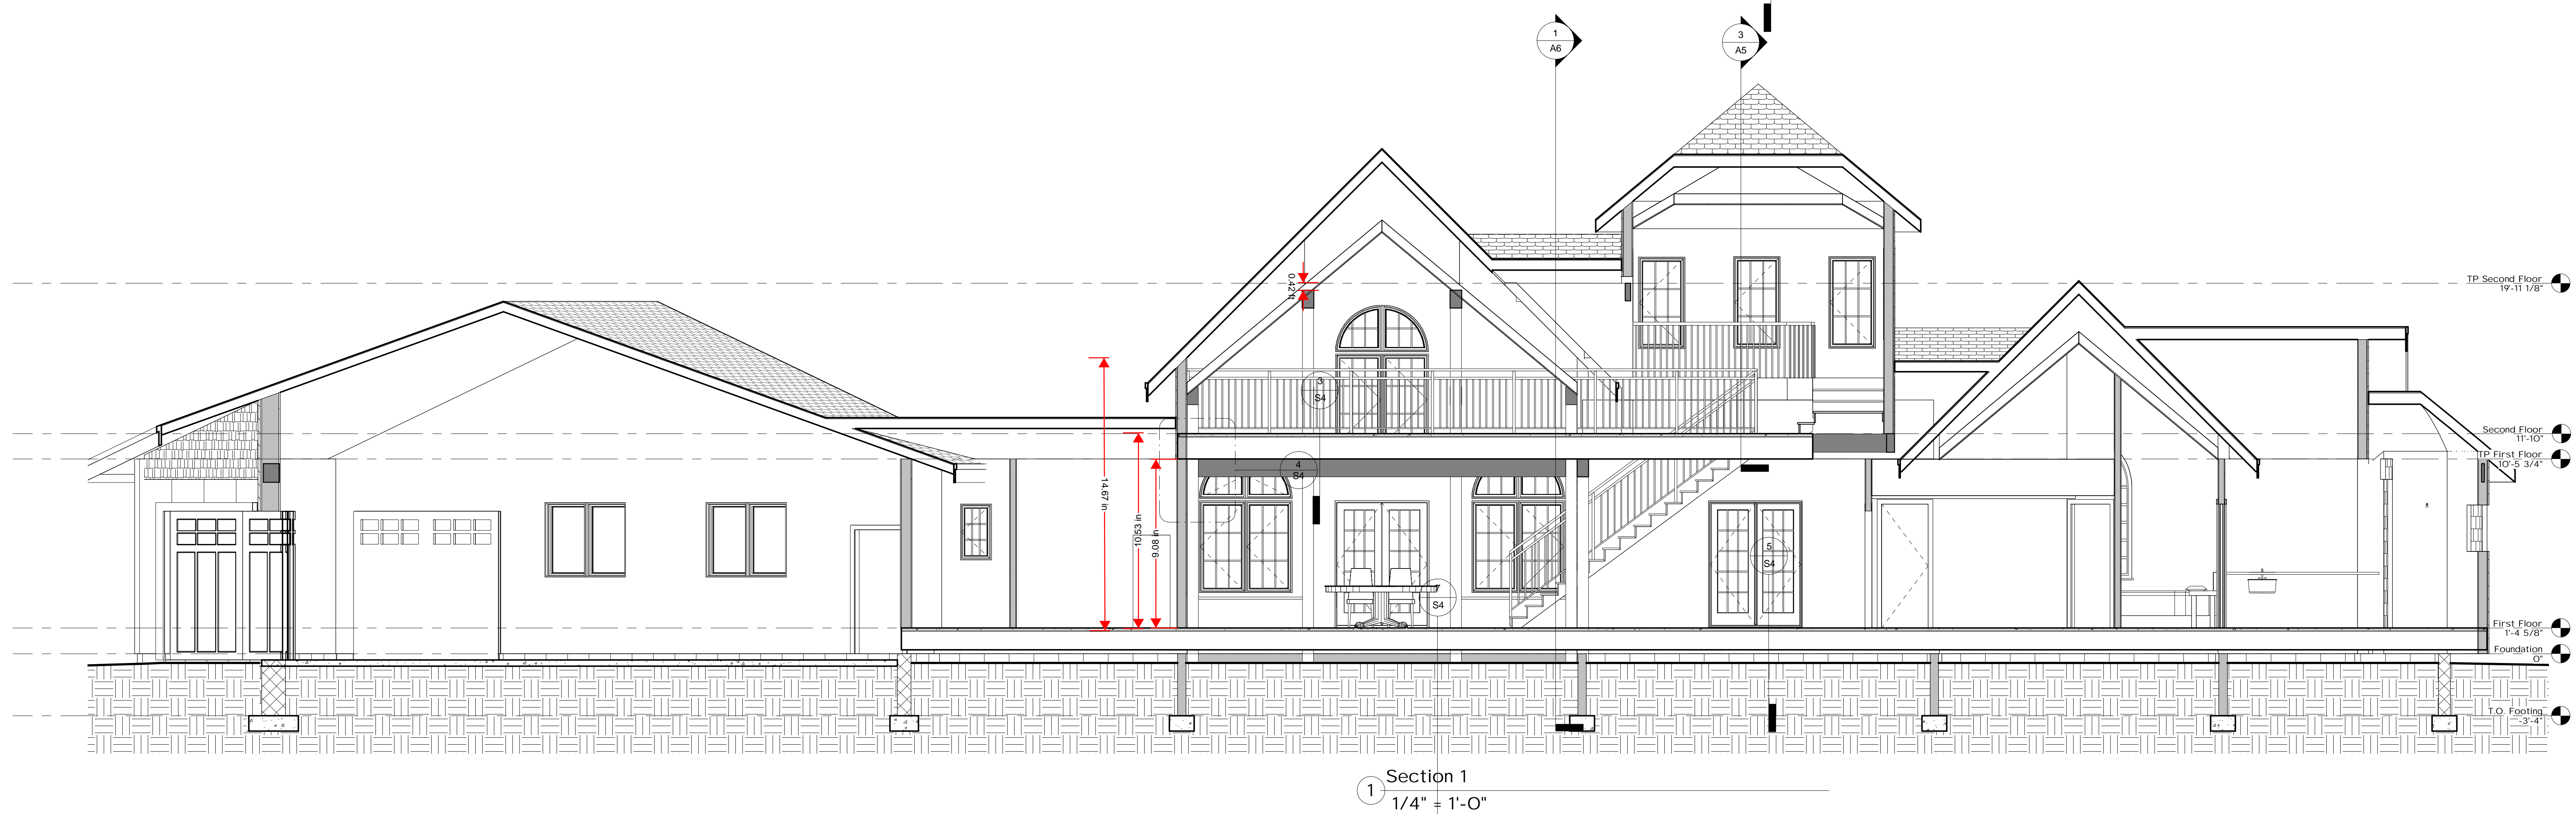 1
A6
3
A5
TP Second Floor
19'-11 1/8"
0.42 ft
3
S4
Second Floor
11'-10"
TP First Floor
10'-5 3/4"
4
S4
14.67 in
10.53 in
9.08 in
5
S4
S4
First Floor
1'-4 5/8"
Foundation
0"
T.O. Footing
-3'-4"
Section 1
1
1/4" = 1'-0"